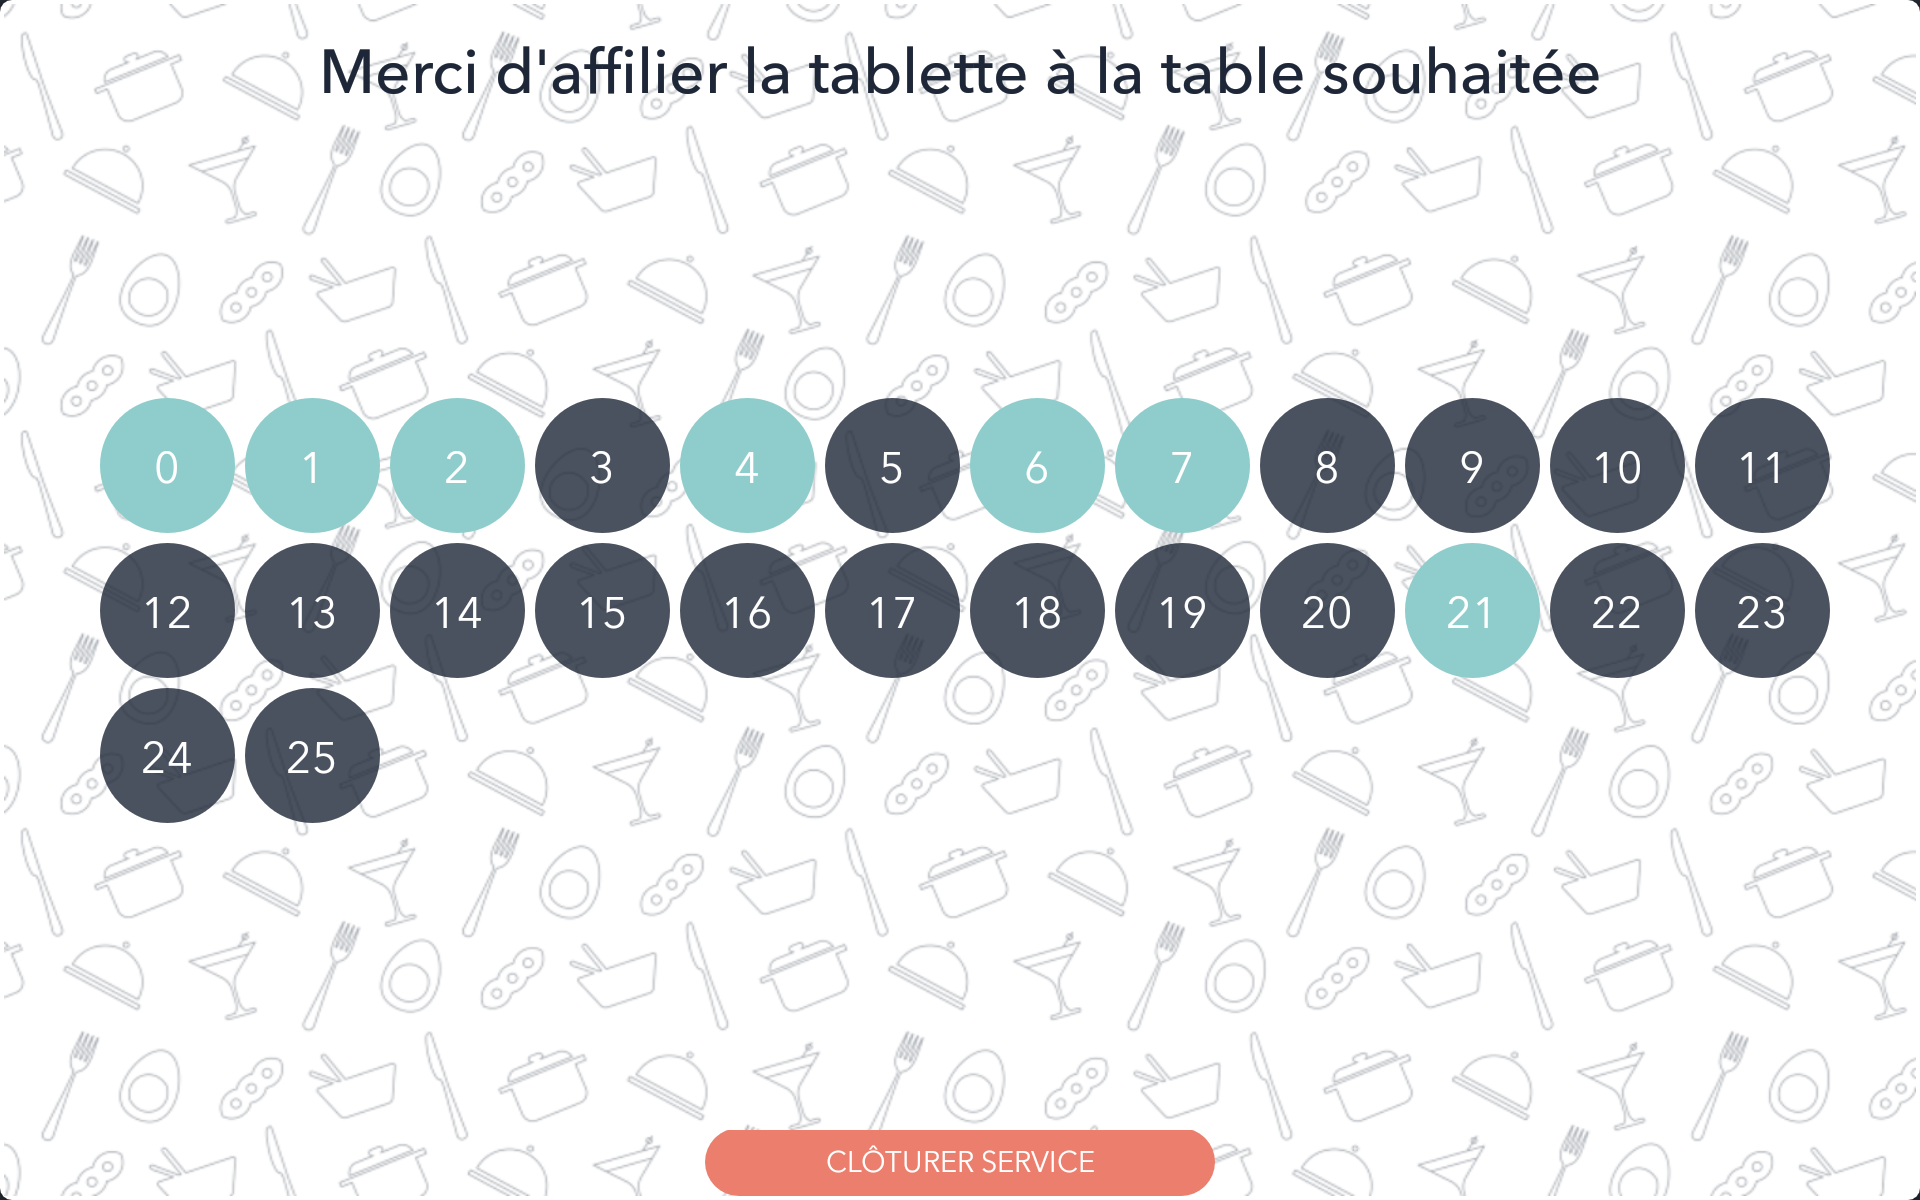 Merci d'affilier la tablette à la table souhaitée
0 1 2 3 4 5 6 7 8 9 10 11
12 13 14 15 16 17 18 19 20 21 22 23
24 25
CLÔTURER SERVICE